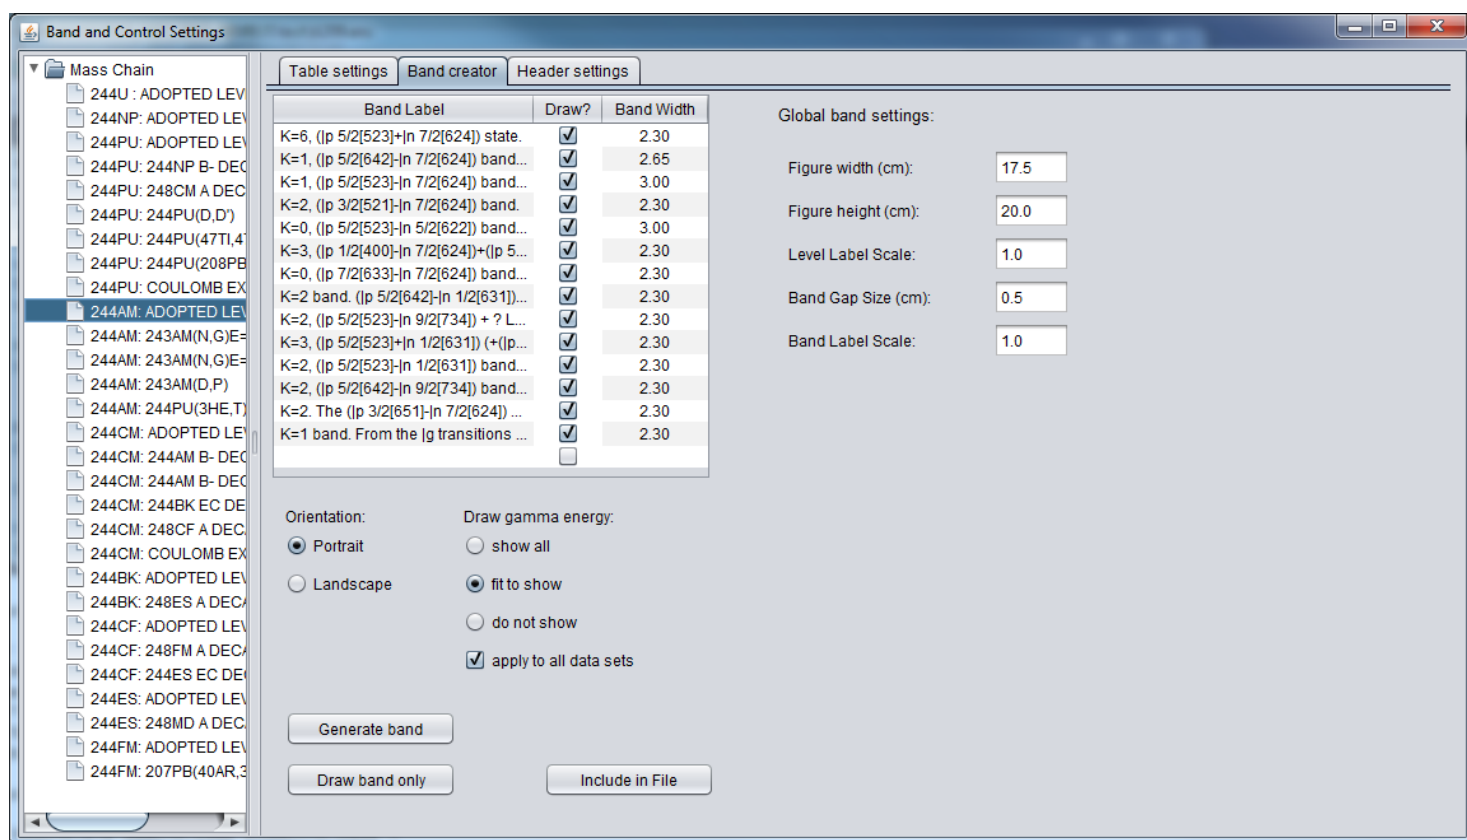 Band and Control Settings
Mass Chain
244U : ADOPTED LEV
244NP: ADOPTED LEV
244PU: ADOPTED LEV
244PU: 244NP B- DEC
244PU: 248CM A DEC
244PU: 244PU(D,D')
244PU: 244PU(47TI,4
244PU: 244PU(208PB
244PU: COULOMB EX
244AM: ADOPTED LEV
244AM: 243AM(N,G)E=
244AM: 243AM(N,G)E=
244AM: 243AM(D,P)
244AM: 244PU(3HE,T)
244CM: ADOPTED LEV
244CM: 244AM B- DEC
244CM: 244AM B- DEC
244CM: 244BK EC DE
244CM: 248CF A DEC
244CM: COULOMB EX
244BK: ADOPTED LEV
244BK: 248ES A DECA
244CF: ADOPTED LEV
244CF: 248FM A DECA
244CF: 244ES EC DE
244ES: ADOPTED LEV
244ES: 248MD A DEC
244FM: ADOPTED LEV
244FM: 207PB(40AR,3
Table settings Band creator Header settings
Band Label Draw? Band Width
K=6, (|p 5/2[523]+|n 7/2[624]) state. 2.30
K=1, (|p 5/2[642]-|n 7/2[624]) band... 2.65
K=1, (|p 5/2[523]-|n 7/2[624]) band... 3.00
K=2, (|p 3/2[521]-|n 7/2[624]) band. 2.30
K=0, (|p 5/2[523]-|n 5/2[622]) band... 3.00
K=3, (|p 1/2[400]-|n 7/2[624])+(|p 5... 2.30
K=0, (|p 7/2[633]-|n 7/2[624]) band... 2.30
K=2 band. (|p 5/2[642]-|n 1/2[631])... 2.30
K=2, (|p 5/2[523]-|n 9/2[734]) + ? L... 2.30
K=3, (|p 5/2[523]+|n 1/2[631]) (+(|p... 2.30
K=2, (|p 5/2[523]-|n 1/2[631]) band... 2.30
K=2, (|p 5/2[642]-|n 9/2[734]) band... 2.30
K=2. The (|p 3/2[651]-|n 7/2[624]) ... 2.30
K=1 band. From the |g transitions ... 2.30
Orientation: Draw gamma energy:
Portrait show all
Landscape fit to show
do not show
apply to all data sets
Generate band
Draw band only Include in File
Global band settings:
Figure width (cm): 17.5
Figure height (cm): 20.0
Level Label Scale: 1.0
Band Gap Size (cm): 0.5
Band Label Scale: 1.0